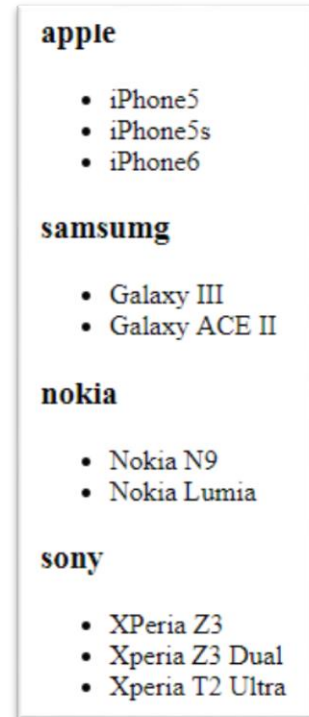 apple
iPhone5
iPhone5s
iPhone6
samsumg
Galaxy III
Galaxy ACE II
nokia
Nokia N9
Nokia Lumia
sony
XPeria Z3
Xperia Z3 Dual
Xperia T2 Ultra